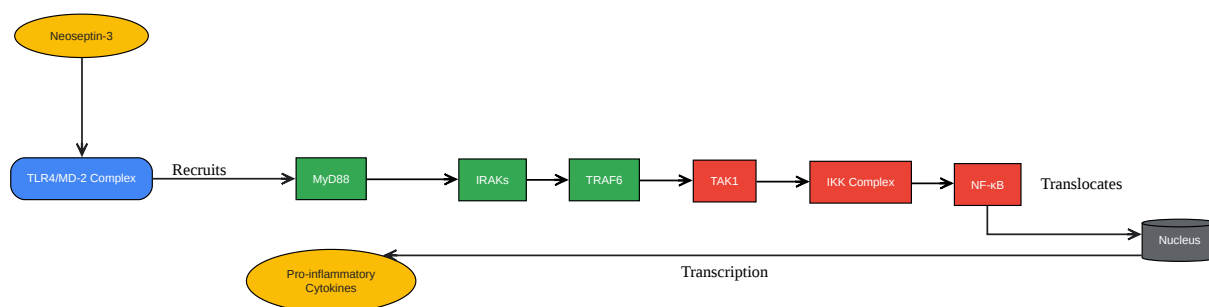 Neoseptin-3
TLR4/MD-2 Complex
Recruits
MyD88
IRAKs
TRAF6
TAK1
IKK Complex
NF-κB
Translocates
Nucleus
Transcription
Pro-inflammatory
Cytokines